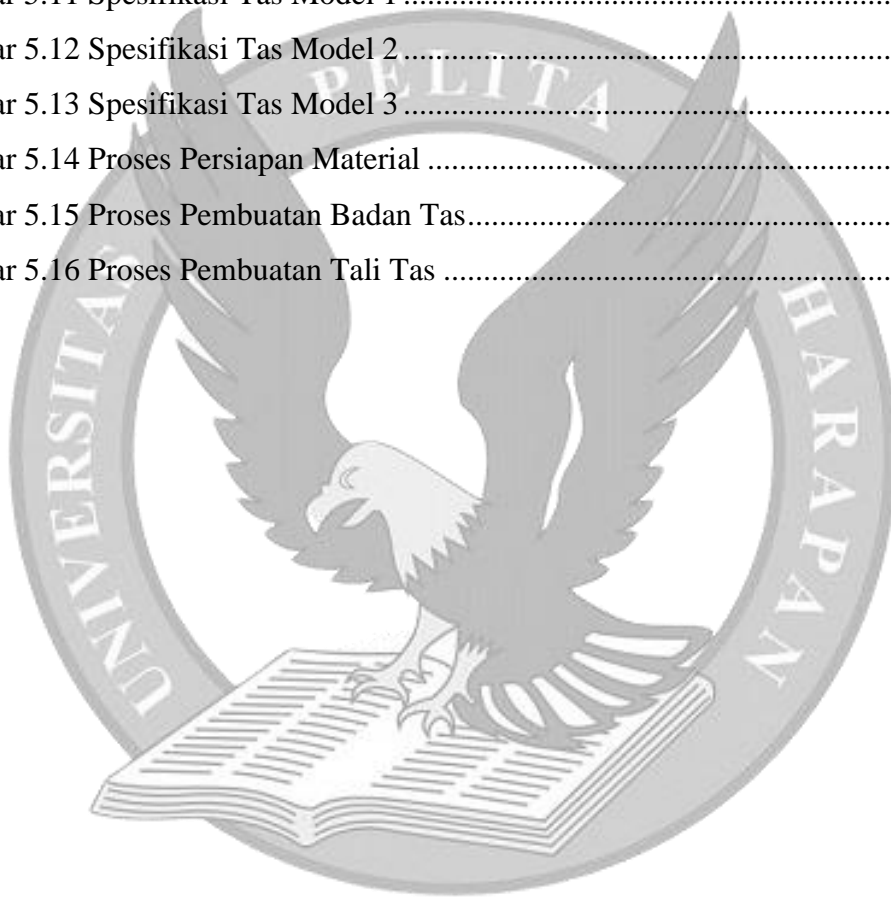 ar 5.11 Spesifikasi Tas Model 1 ................................................................
ar 5.12 Spesifikasi Tas Model 2................................................................
ar 5.13 Spesifikasi Tas Model 3 ................................................................
ar 5.14 Proses Persiapan Material ............................................................
ar 5.15 Proses Pembuatan Badan Tas.......................................................
ar 5.16 Proses Pembuatan Tali Tas ..........................................................
UNIVERSITAS PELITA HARAPAN